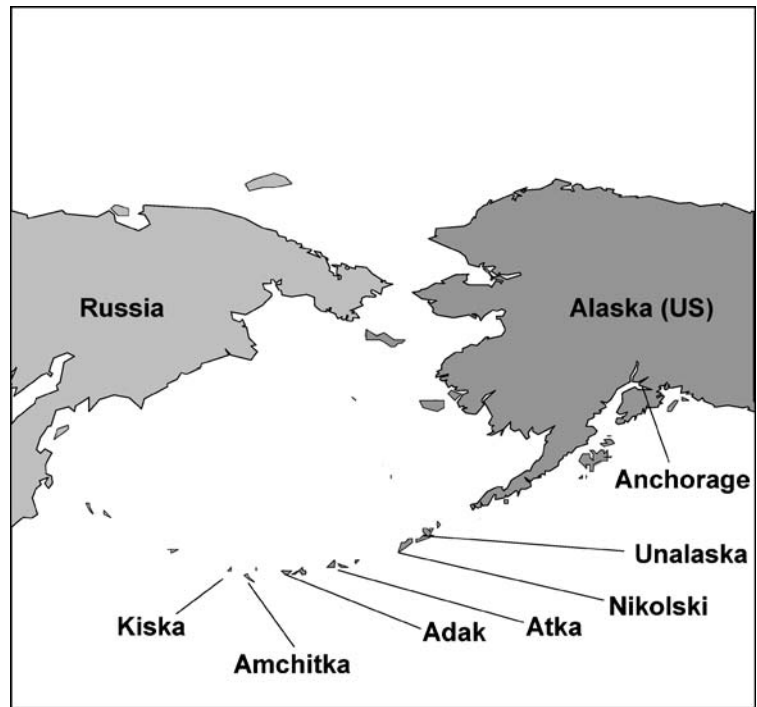 Russia
Alaska (US)
Anchorage
Unalaska
Nikolski
Atka
Adak
Kiska
Amchitka